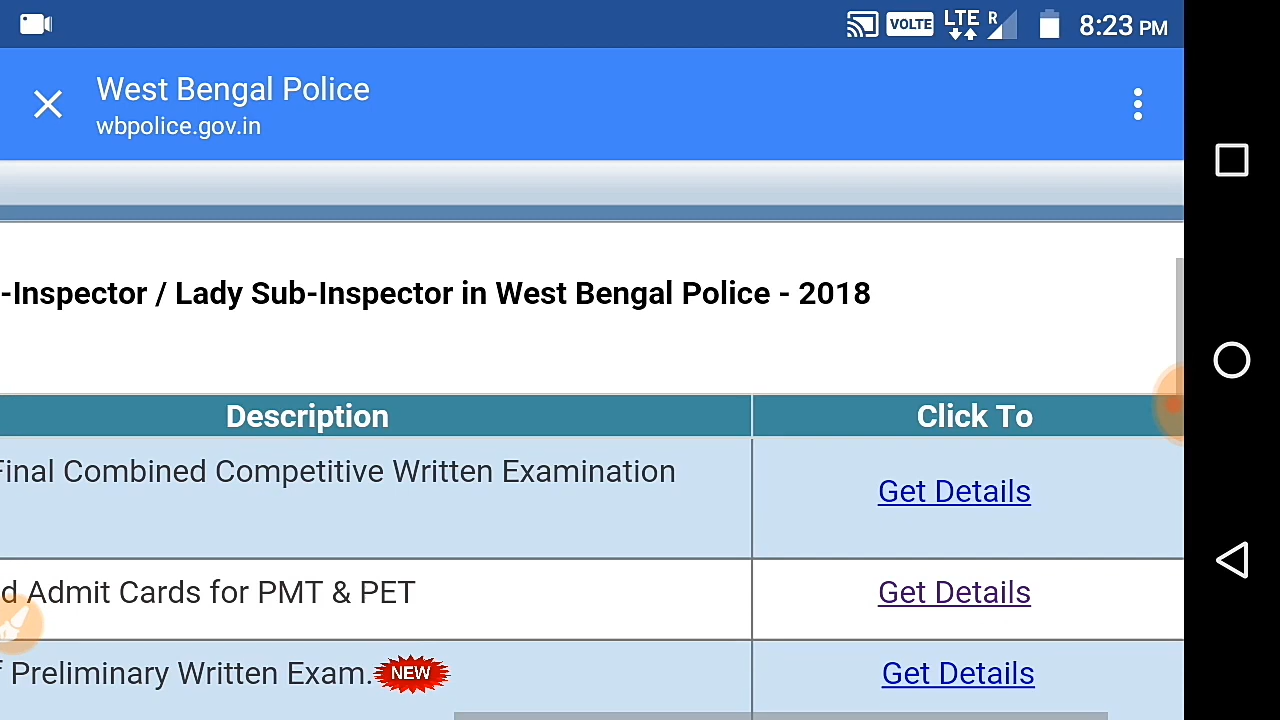 VOLTE LTE R 8:23 PM
West Bengal Police
wbpolice.gov.in
-Inspector / Lady Sub-Inspector in West Bengal Police - 2018
Description Click To
Final Combined Competitive Written Examination Get Details
d Admit Cards for PMT & PET Get Details
Preliminary Written Exam. NEW Get Details